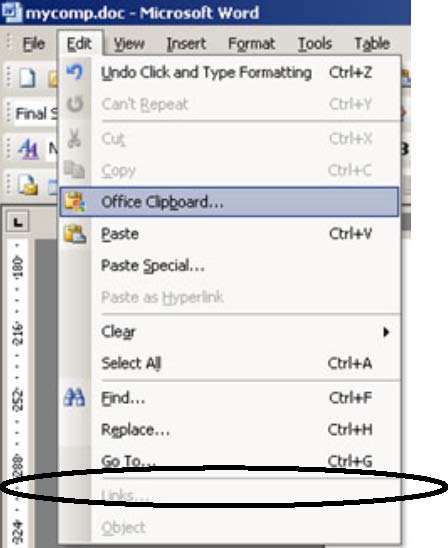 mycomp.doc - Microsoft Word
File Edit View Insert Format Tools Table
Undo Click and Type Formatting Ctrl+Z
Can't Repeat Ctrl+Y
Final S
Cut Ctrl+X
Copy Ctrl+C
Office Clipboard...
Paste Ctrl+V
Paste Special...
Paste as Hyperlink
Clear
Select All Ctrl+A
Find... Ctrl+F
Replace... Ctrl+H
Go To... Ctrl+G
Links...
Object
180
216
252
288
324